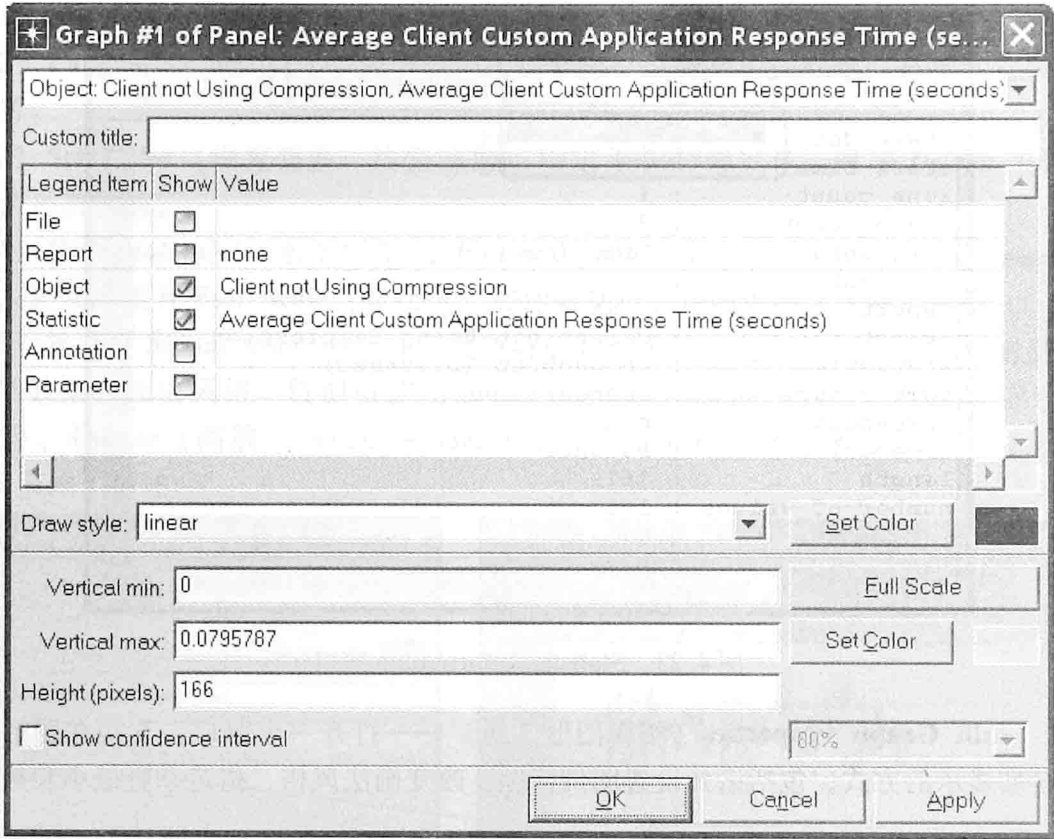 Graph #1 of Panel: Average Client Custom Application Response Time (se...
Object: Client not Using Compression, Average Client Custom Application Response Time (seconds)
Custom title:
Legend Item Show Value
File
Report none
Object Client not Using Compression
Statistic Average Client Custom Application Response Time (seconds)
Annotation
Parameter
Draw style: linear Set Color
Vertical min: 0 Full Scale
Vertical max: 0.0795787 Set Color
Height (pixels): 166
Show confidence interval 80%
OK Cancel Apply